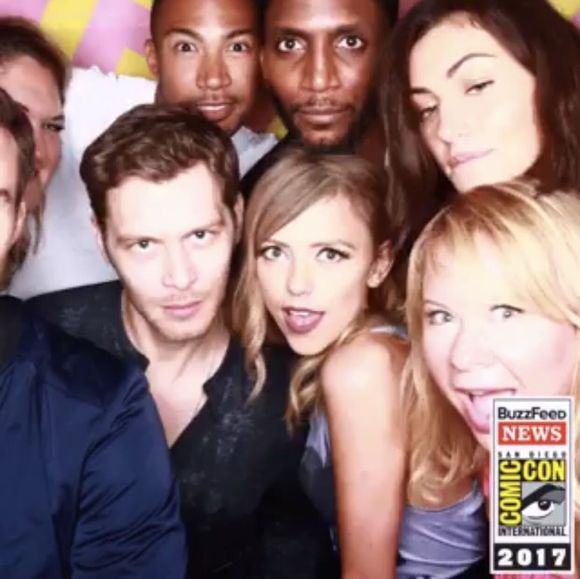 BuzzFeed
NEWS
SAN DIEGO
COMIC
CON
INTERNATIONAL
2017